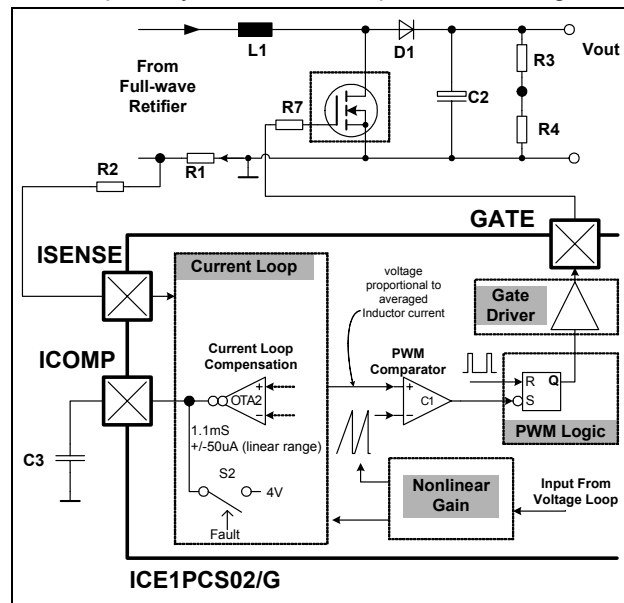 L1
D1
Vout
R3
From
Full-wave
Retifier
R7
C2
R4
R2
R1
GATE
ISENSE
Current Loop
voltage
proportional to
averaged
Inductor current
Gate
Driver
ICOMP
Current Loop
Compensation
PWM
Comparator
+
OTA2
−
+
C1
−
R
Q
S
1.1mS
+/-50uA (linear range)
PWM Logic
C3
S2
4V
Fault
Nonlinear
Gain
Input From
Voltage Loop
ICE1PCS02/G